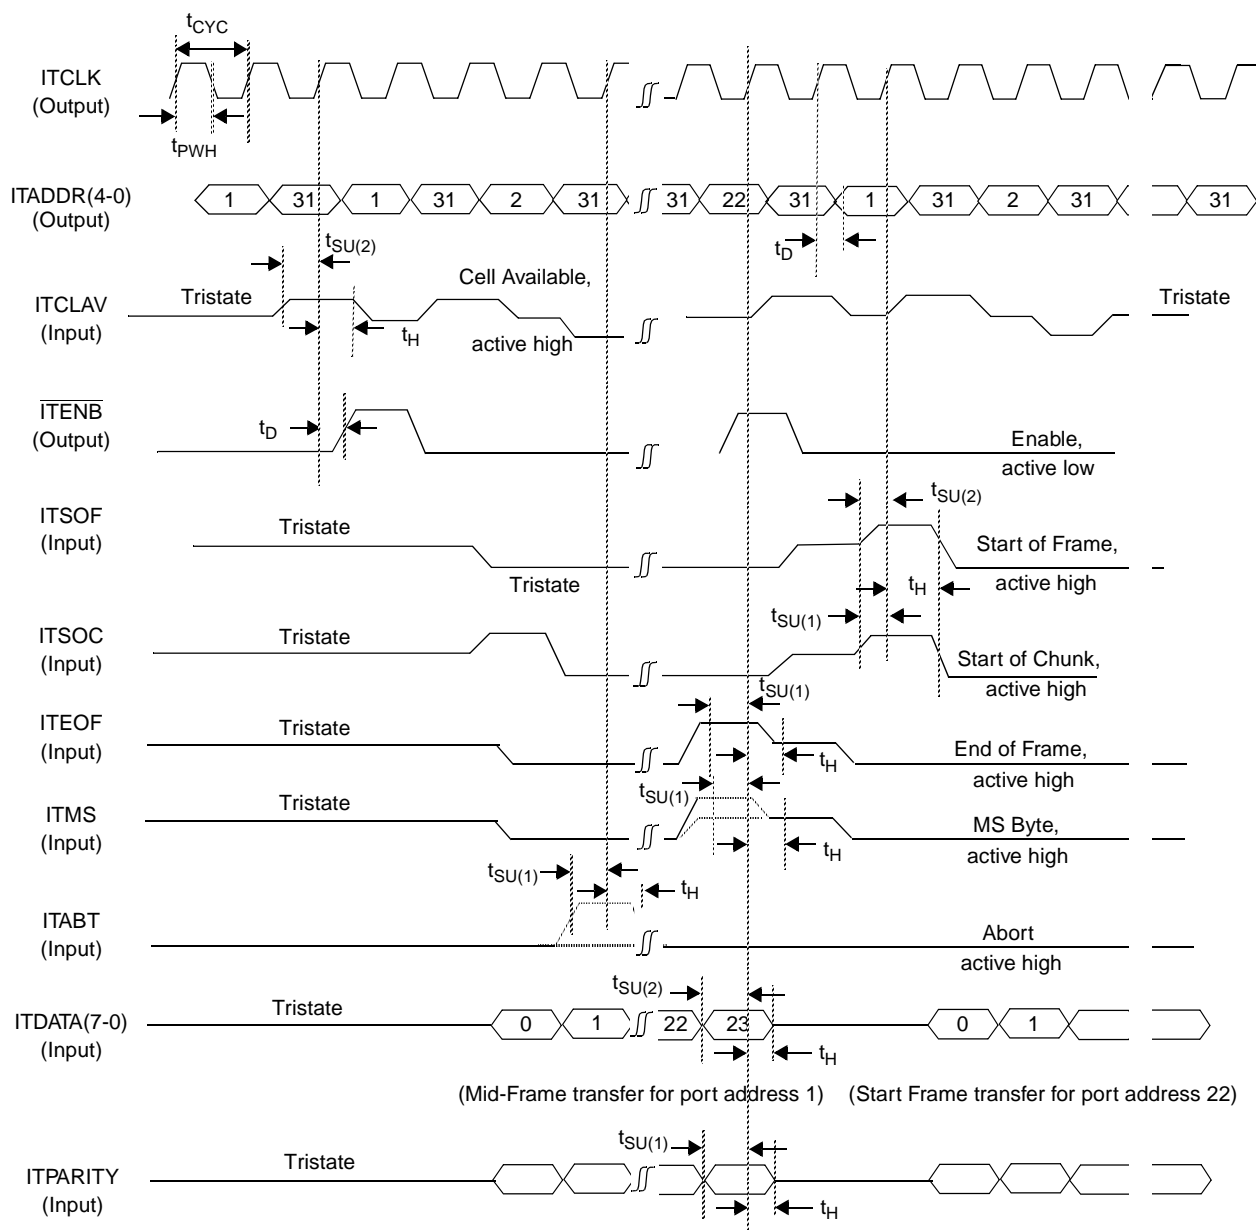 tCYC
ITCLK
(Output)
tPWH
ITADDR(4-0)
(Output)
1 31 1 31 2 31 31 22 31 1 31 2 31 31
tSU(2)
tD
Cell Available,
ITCLAV
(Input)
Tristate
Tristate
tH
active high
ITENB
(Output)
tD
Enable,
active low
tSU(2)
ITSOF
(Input)
Tristate
Tristate
Start of Frame,
active high
tH
tSU(1)
ITSOC
(Input)
Tristate
Start of Chunk,
active high
tSU(1)
ITEOF
(Input)
Tristate
End of Frame,
active high
tH
tSU(1)
ITMS
(Input)
Tristate
MS Byte,
active high
tH
tSU(1)
tH
ITABT
(Input)
Abort
active high
tSU(2)
ITDATA(7-0)
(Input)
Tristate
0 1 22 23 0 1
tH
(Mid-Frame transfer for port address 1) (Start Frame transfer for port address 22)
tSU(1)
ITPARITY
(Input)
Tristate
tH